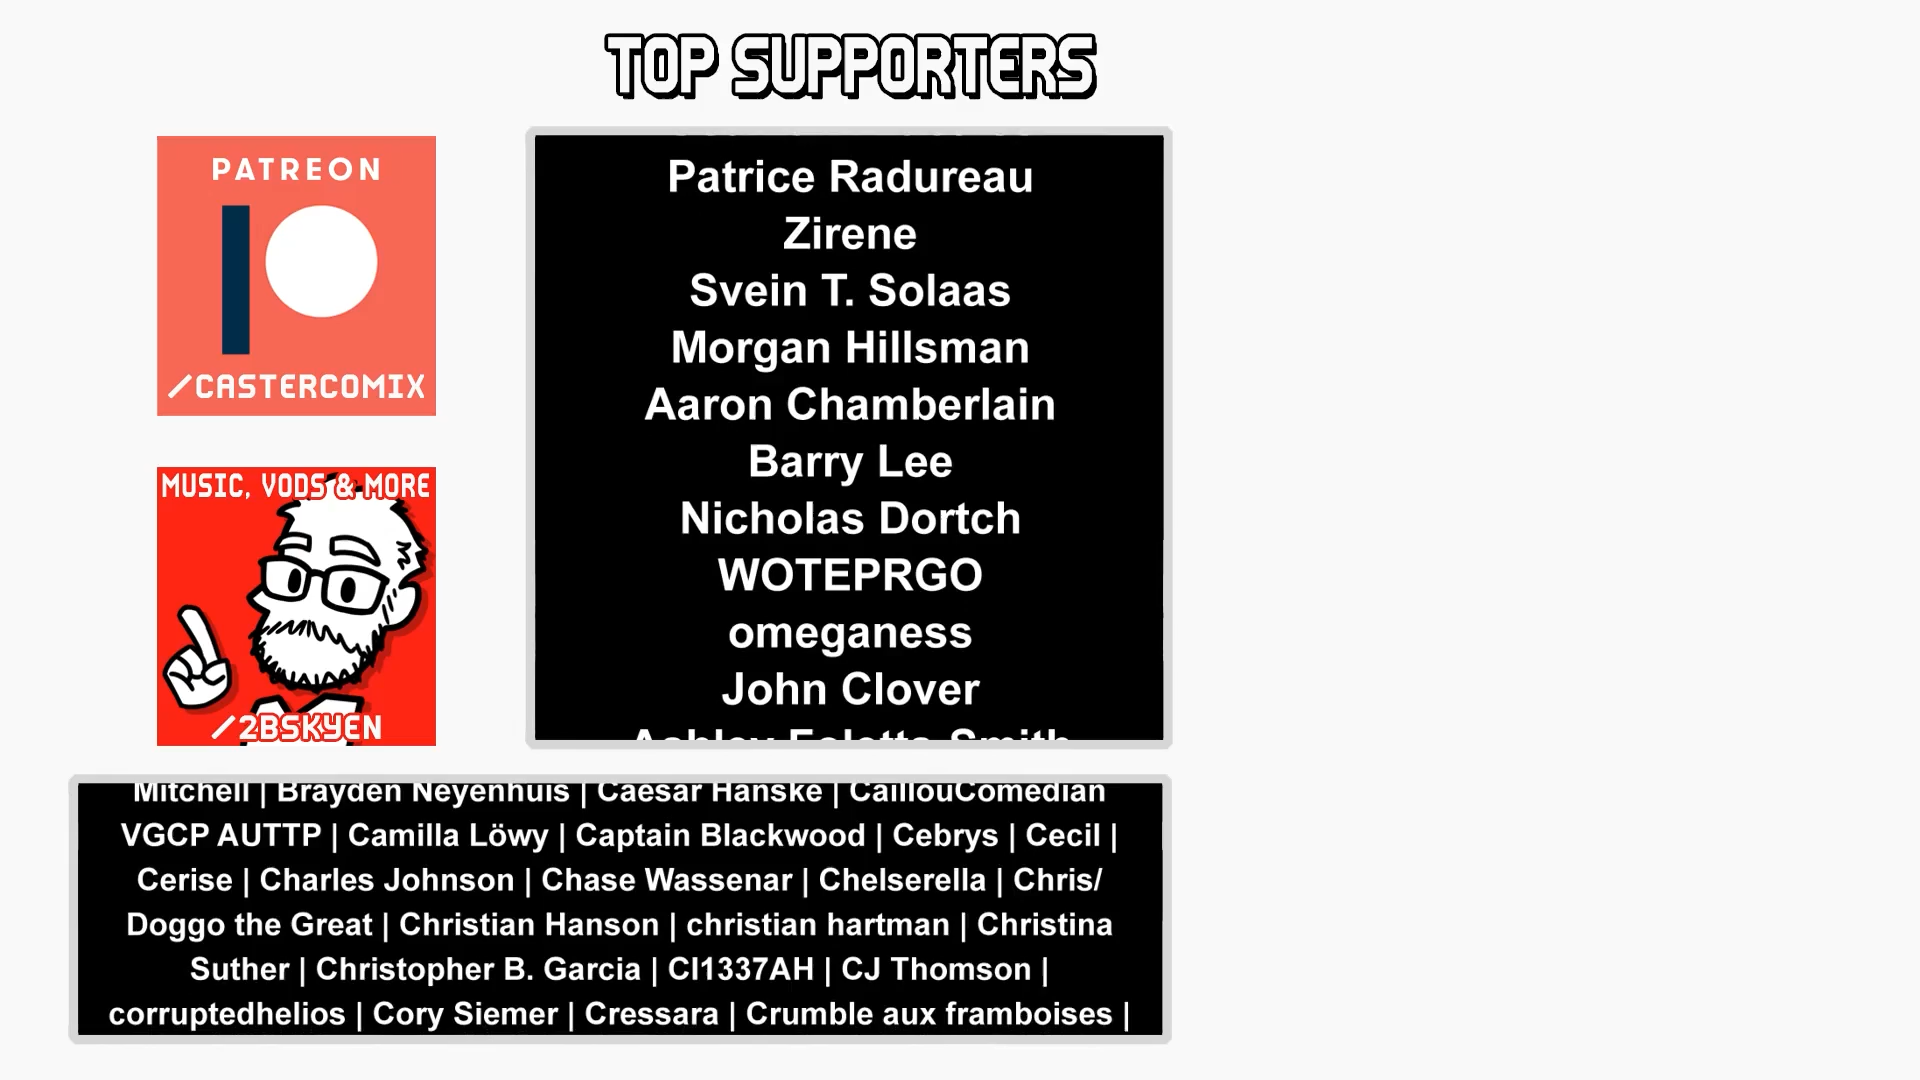 TOP SUPPORTERS
PATREON
/CASTERCOMIX
MUSIC, VODS & MORE
/2BSKYEN
Patrice Radureau
Zirene
Svein T. Solaas
Morgan Hillsman
Aaron Chamberlain
Barry Lee
Nicholas Dortch
WOTEPRGO
omeganess
John Clover
Mitchell | Brayden Neyenhuis | Caesar Hanske | CaillouComedian
VGCP AUTTP | Camilla Löwy | Captain Blackwood | Cebrys | Cecil |
Cerise | Charles Johnson | Chase Wassenar | Chelserella | Chris/
Doggo the Great | Christian Hanson | christian hartman | Christina
Suther | Christopher B. Garcia | CI1337AH | CJ Thomson |
corruptedhelios | Cory Siemer | Cressara | Crumble aux framboises |